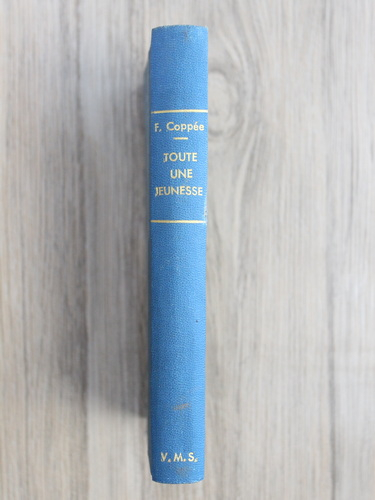 F. Coppée
TOUTE
UNE
JEUNESSE
V. M. S.